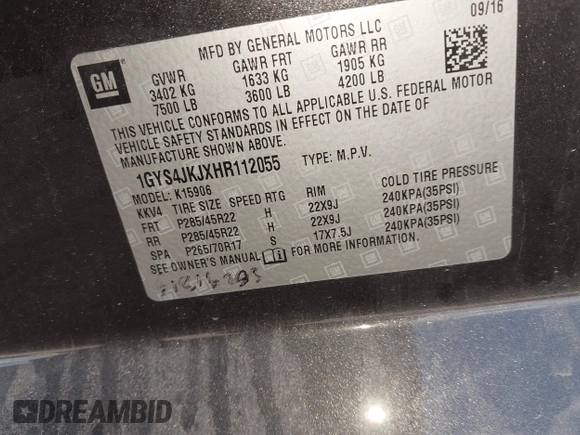 MFD BY GENERAL MOTORS LLC 09/16
GM
GVWR GAWR FRT GAWR RR
3402 KG 1633 KG 1905 KG
7500 LB 3600 LB 4200 LB
THIS VEHICLE CONFORMS TO ALL APPLICABLE U.S. FEDERAL MOTOR
VEHICLE SAFETY STANDARDS IN EFFECT ON THE DATE OF
MANUFACTURE SHOWN ABOVE.
1GYS4JKJXHR112055 TYPE: M.P.V.
MODEL: K15906
KKV4 TIRE SIZE SPEED RTG RIM COLD TIRE PRESSURE
FRT P285/45R22 H 22X9J 240KPA(35PSI)
RR P285/45R22 H 22X9J 240KPA(35PSI)
SPA P265/70R17 S 17X7.5J 240KPA(35PSI)
SEE OWNER'S MANUAL FOR MORE INFORMATION.
DREAMBID